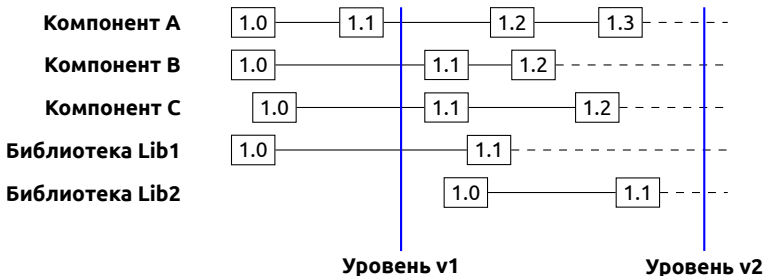 Компонент A 1.0 1.1 1.2 1.3
Компонент B 1.0 1.1 1.2
Компонент C 1.0 1.1 1.2
Библиотека Lib1 1.0 1.1
Библиотека Lib2 1.0 1.1
Уровень v1 Уровень v2